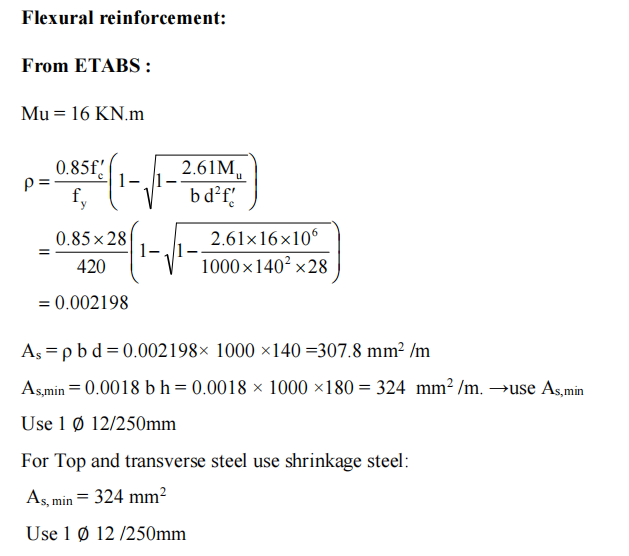 Flexural reinforcement:
From ETABS :
Mu = 16 KN.m
ρ = 0.85f′c / fy (1 − √(1 − 2.61Mu / b d²f′c))
= 0.85 × 28 / 420 (1 − √(1 − 2.61×16×10⁶ / 1000×140² ×28))
= 0.002198
As = ρ b d = 0.002198× 1000 ×140 =307.8 mm² /m
As,min = 0.0018 b h = 0.0018 × 1000 ×180 = 324 mm² /m. →use As,min
Use 1 Ø 12/250mm
For Top and transverse steel use shrinkage steel:
As, min = 324 mm²
Use 1 Ø 12 /250mm